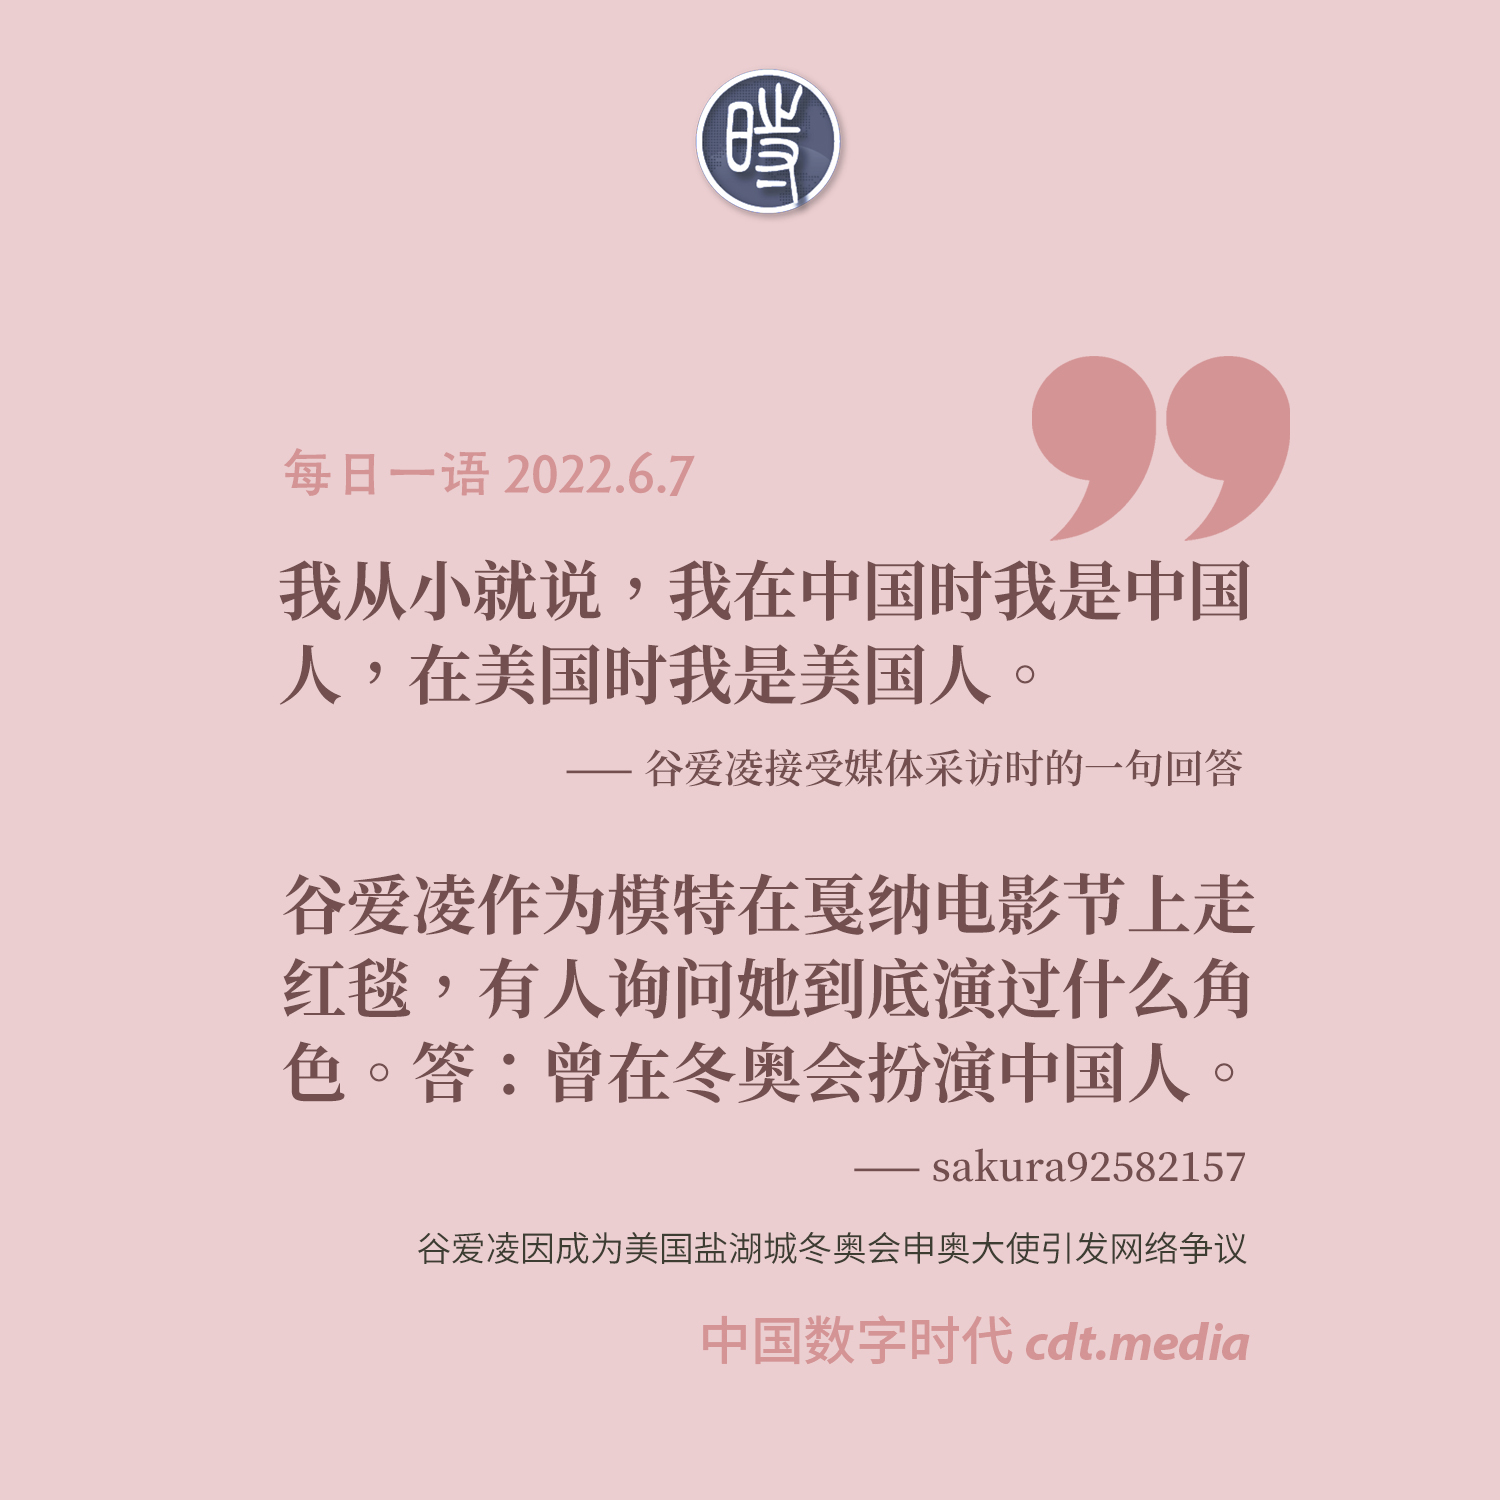 時
每日一语 2022.6.7
我从小就说，我在中国时我是中国
人，在美国时我是美国人。
—— 谷爱凌接受媒体采访时的一句回答
谷爱凌作为模特在戛纳电影节上走
红毯，有人询问她到底演过什么角
色。答：曾在冬奥会扮演中国人。
—— sakura92582157
谷爱凌因成为美国盐湖城冬奥会申奥大使引发网络争议
中国数字时代 cdt.media